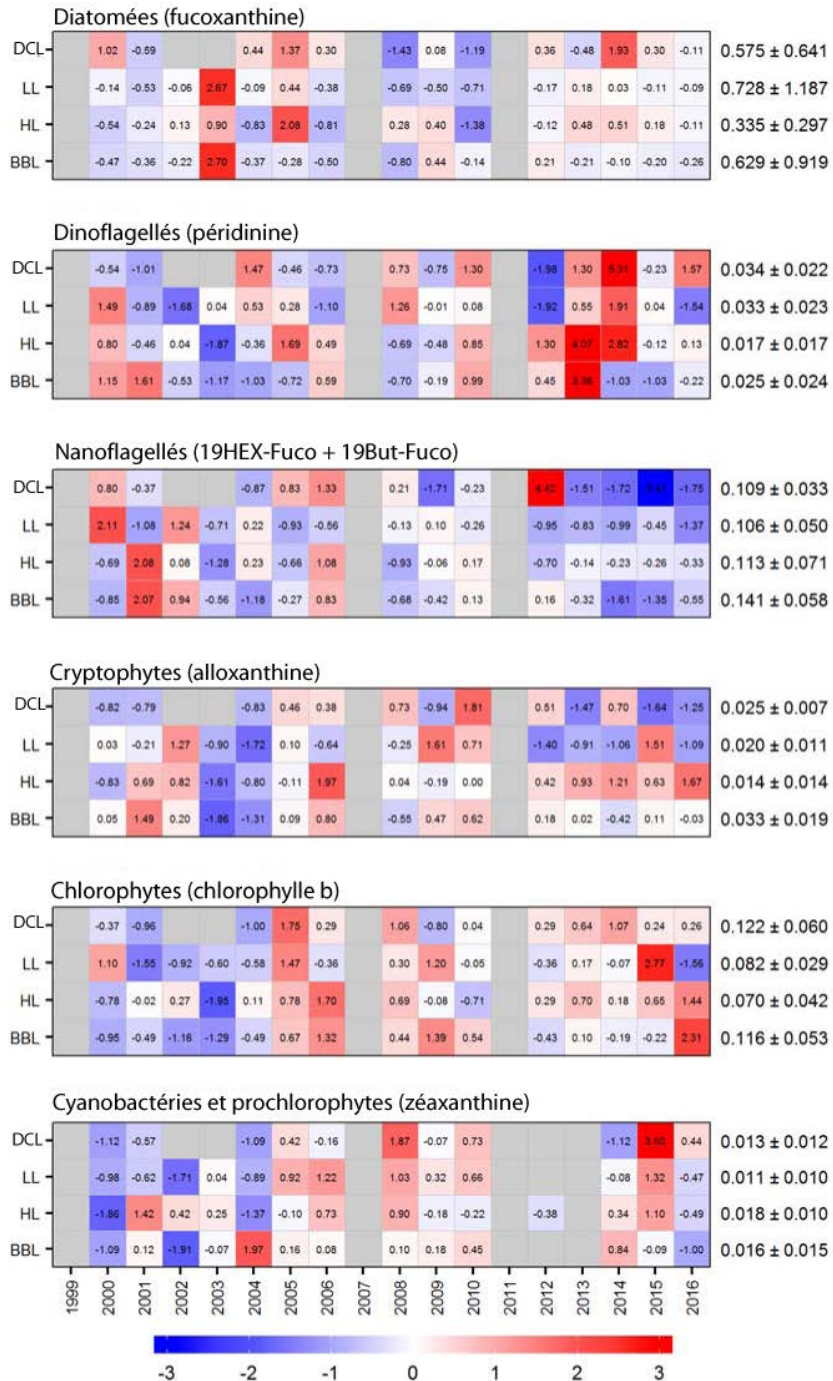 Diatomées (fucoxanthine)
DCL 1.02 -0.59 0.44 1.37 0.30 -1.43 0.08 -1.19 0.36 -0.48 1.93 0.30 -0.11 0.575 ± 0.641
LL -0.14 -0.53 -0.06 2.67 -0.09 0.44 -0.38 -0.69 -0.50 -0.71 -0.17 0.18 0.03 -0.11 -0.09 0.728 ± 1.187
HL -0.54 -0.24 0.13 0.90 -0.83 2.08 -0.81 0.28 0.40 -1.38 -0.12 0.48 0.51 0.18 -0.11 0.335 ± 0.297
BBL -0.47 -0.36 -0.22 2.70 -0.37 -0.28 -0.50 -0.80 0.44 -0.14 0.21 -0.21 -0.10 -0.20 -0.26 0.629 ± 0.919
Dinoflagellés (péridinine)
DCL -0.54 -1.01 1.47 -0.46 -0.73 0.73 -0.75 1.30 -1.98 1.30 -0.23 1.57 0.034 ± 0.022
LL 1.49 -0.89 -1.68 0.04 0.53 0.28 -1.10 1.26 -0.01 0.08 -1.92 0.55 1.91 0.04 -1.54 0.033 ± 0.023
HL 0.80 -0.46 0.04 -1.87 -0.36 1.69 0.49 -0.69 -0.48 0.85 1.30 4.07 2.82 -0.12 0.13 0.017 ± 0.017
BBL 1.15 1.61 -0.53 -1.17 -1.03 -0.72 0.59 -0.70 -0.19 0.99 0.45 -1.03 -1.03 -0.22 0.025 ± 0.024
Nanoflagellés (19HEX-Fuco + 19But-Fuco)
DCL 0.80 -0.37 -0.87 0.83 1.33 0.21 -1.71 -0.23 4.42 -1.51 -1.72 -1.75 0.109 ± 0.033
LL 2.11 -1.08 1.24 -0.71 0.22 -0.93 -0.56 -0.13 0.10 -0.26 -0.95 -0.83 -0.99 -0.45 -1.37 0.106 ± 0.050
HL -0.69 2.08 0.08 -1.28 0.23 -0.66 1.08 -0.93 -0.06 0.17 -0.70 -0.14 -0.23 -0.26 -0.33 0.113 ± 0.071
BBL -0.85 2.07 0.94 -0.56 -1.18 -0.27 0.83 -0.68 -0.42 0.13 0.16 -0.32 -1.61 -1.35 -0.55 0.141 ± 0.058
Cryptophytes (alloxanthine)
DCL -0.82 -0.79 -0.83 0.46 0.38 0.73 -0.94 1.81 0.51 -1.47 0.70 -1.64 -1.25 0.025 ± 0.007
LL 0.03 -0.21 1.27 -0.90 -1.72 0.10 -0.64 -0.25 1.61 0.71 -1.40 -0.91 -1.06 1.51 -1.09 0.020 ± 0.011
HL -0.83 0.69 0.82 -1.61 -0.80 -0.11 1.97 0.04 -0.19 0.00 0.42 0.93 1.21 0.63 1.67 0.014 ± 0.014
BBL 0.05 1.49 0.20 -1.86 -1.31 0.09 0.80 -0.55 0.47 0.62 0.18 0.02 -0.42 0.11 -0.03 0.033 ± 0.019
Chlorophytes (chlorophylle b)
DCL -0.37 -0.96 -1.00 1.75 0.29 1.06 -0.80 0.04 0.29 0.64 1.07 0.24 0.26 0.122 ± 0.060
LL 1.10 -1.55 -0.92 -0.60 -0.58 1.47 -0.36 0.30 1.20 -0.05 -0.36 0.17 -0.07 2.77 -1.56 0.082 ± 0.029
HL -0.78 -0.02 0.27 -1.95 0.11 0.78 1.70 0.69 -0.08 -0.71 0.29 0.70 0.18 0.65 1.44 0.070 ± 0.042
BBL -0.95 -0.49 -1.16 -1.29 -0.49 0.67 1.32 0.44 1.39 0.54 -0.43 0.10 -0.19 -0.22 2.31 0.116 ± 0.053
Cyanobactéries et prochlorophytes (zéaxanthine)
DCL -1.12 -0.57 -1.09 0.42 -0.16 1.87 -0.07 0.73 -1.12 0.44 0.013 ± 0.012
LL -0.98 -0.62 -1.71 0.04 -0.89 0.92 1.22 1.03 0.32 0.66 -0.08 1.32 -0.47 0.011 ± 0.010
HL -1.86 1.42 0.42 0.25 -1.37 -0.10 0.73 0.90 -0.18 -0.22 -0.38 0.34 1.10 -0.49 0.018 ± 0.010
BBL -1.09 0.12 -1.91 -0.07 1.97 0.16 0.08 0.10 0.18 0.45 0.84 -0.09 -1.00 0.016 ± 0.015
1999 2000 2001 2002 2003 2004 2005 2006 2007 2008 2009 2010 2011 2012 2013 2014 2015 2016
-3 -2 -1 0 1 2 3